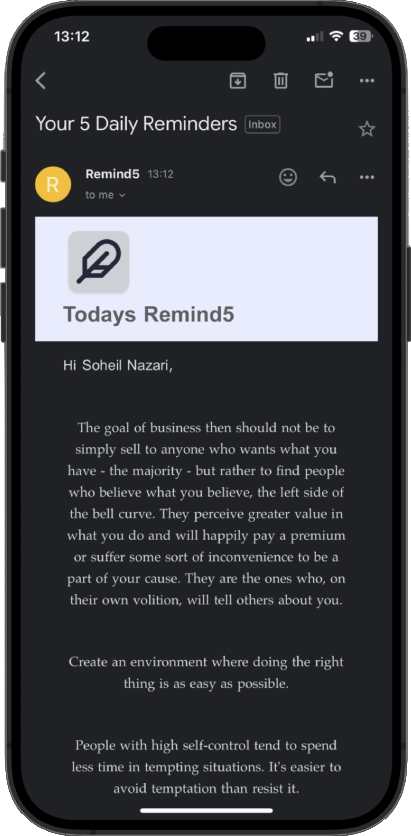 13:12
39
Your 5 Daily Reminders Inbox
R
Remind5 13:12
to me
Todays Remind5
Hi Soheil Nazari,
The goal of business then should not be to
simply sell to anyone who wants what you
have - the majority - but rather to find people
who believe what you believe, the left side of
the bell curve. They perceive greater value in
what you do and will happily pay a premium
or suffer some sort of inconvenience to be a
part of your cause. They are the ones who, on
their own volition, will tell others about you.
Create an environment where doing the right
thing is as easy as possible.
People with high self-control tend to spend
less time in tempting situations. It's easier to
avoid temptation than resist it.